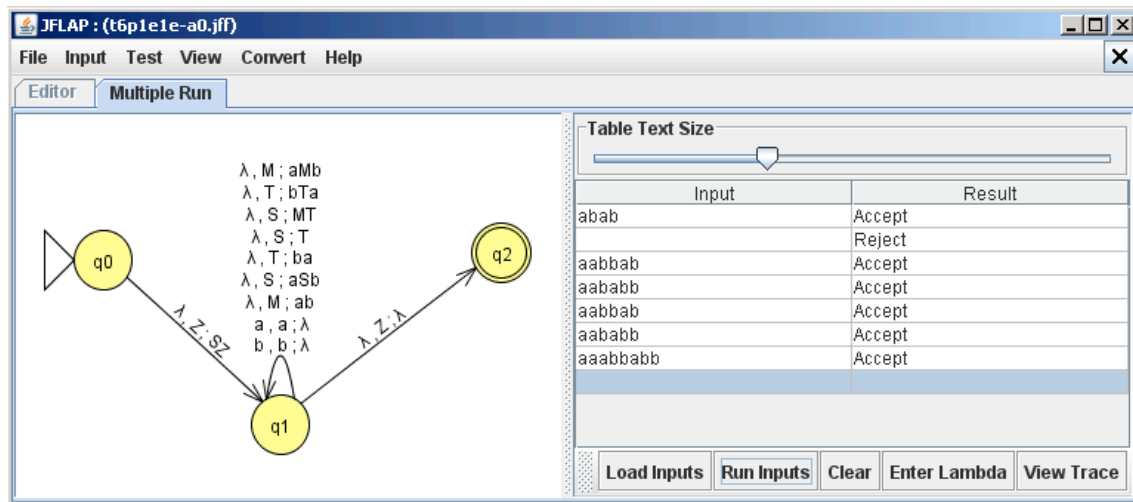 JFLAP : (t6p1e1e-a0.jff)
File Input Test View Convert Help
Editor Multiple Run
λ , M ; aMb
λ , T ; bTa
λ , S ; MT
λ , S ; T
λ , T ; ba
λ , S ; aSb
λ , M ; ab
a , a ; λ
b , b ; λ
q0
q2
λ , Z ; SZ
λ , Z ; λ
q1
Table Text Size
Input Result
abab Accept
Reject
aabbab Accept
aababb Accept
aabbab Accept
aababb Accept
aaabbabb Accept
Load Inputs Run Inputs Clear Enter Lambda View Trace